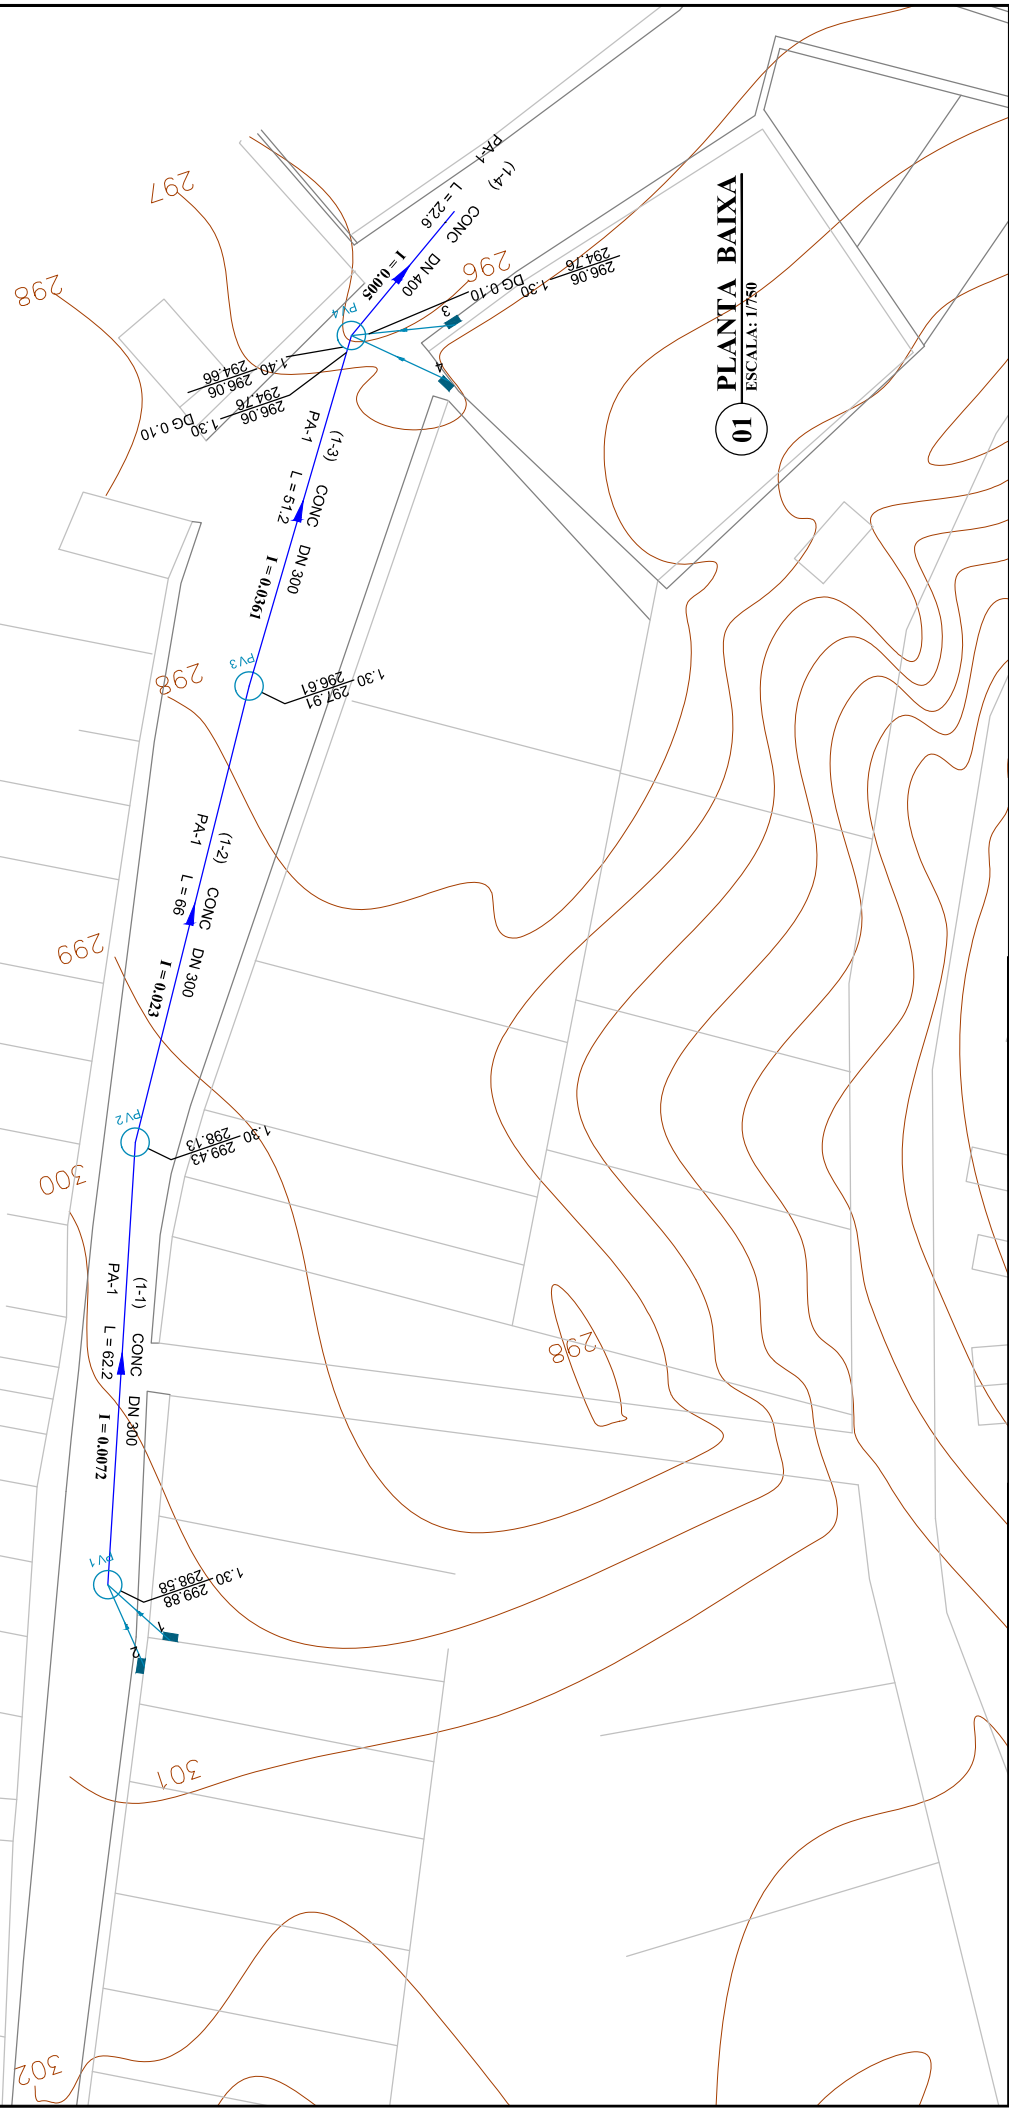 PLANTA BAIXA
ESCALA: 1/750
01
PA-1
(1-4)
L = 22.6
CONC
I = 0.005
DN 400
297
298
296
PV4
3
4
DG 0.10
1.30
296.06
294.76
1.40
296.06
294.66
DG 0.10
1.30
296.06
294.76
PA-1
(1-3)
L = 51.2
CONC
I = 0.0361
DN 300
PV3
298
1.30
297.91
296.61
PA-1
(1-2)
L = 66
CONC
I = 0.023
DN 300
299
PV2
1.30
299.43
298.13
300
PA-1
(1-1)
L = 62.2
CONC
I = 0.0072
DN 300
298
PV1
1.30
299.88
298.58
1
2
301
302